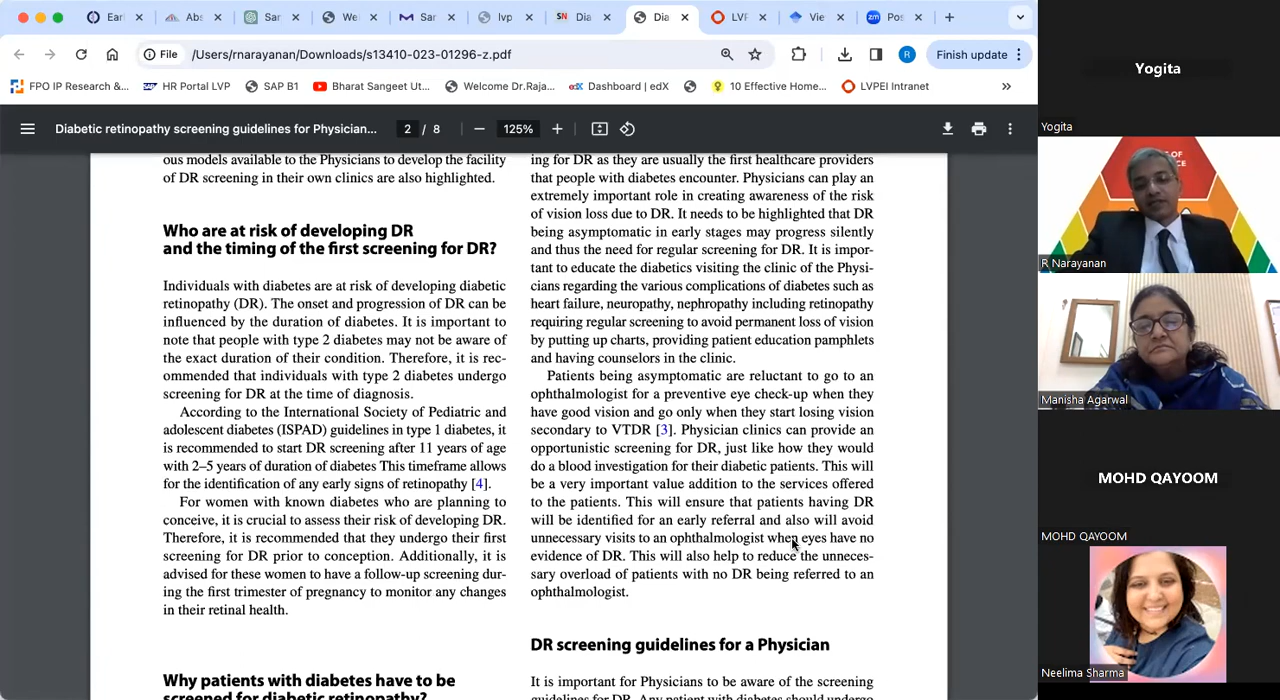 Ear
Abs
Sar
We
Sar
lvp
SN Dia
Dia
LVF
Vie
zm Pos
File
/Users/rnarayanan/Downloads/s13410-023-01296-z.pdf
R
Finish update
FPO IP Research &...
HR Portal LVP
SAP B1
Bharat Sangeet Ut...
Welcome Dr.Raja...
edX Dashboard | edX
10 Effective Home...
LVPEI Intranet
Diabetic retinopathy screening guidelines for Physician...
2 / 8
125%
ous models available to the Physicians to develop the facility
of DR screening in their own clinics are also highlighted.
Who are at risk of developing DR
and the timing of the first screening for DR?
Individuals with diabetes are at risk of developing diabetic
retinopathy (DR). The onset and progression of DR can be
influenced by the duration of diabetes. It is important to
note that people with type 2 diabetes may not be aware of
the exact duration of their condition. Therefore, it is rec-
ommended that individuals with type 2 diabetes undergo
screening for DR at the time of diagnosis.
According to the International Society of Pediatric and
adolescent diabetes (ISPAD) guidelines in type 1 diabetes, it
is recommended to start DR screening after 11 years of age
with 2–5 years of duration of diabetes This timeframe allows
for the identification of any early signs of retinopathy [4].
For women with known diabetes who are planning to
conceive, it is crucial to assess their risk of developing DR.
Therefore, it is recommended that they undergo their first
screening for DR prior to conception. Additionally, it is
advised for these women to have a follow-up screening dur-
ing the first trimester of pregnancy to monitor any changes
in their retinal health.
Why patients with diabetes have to be
screened for diabetic retinopathy?
ing for DR as they are usually the first healthcare providers
that people with diabetes encounter. Physicians can play an
extremely important role in creating awareness of the risk
of vision loss due to DR. It needs to be highlighted that DR
being asymptomatic in early stages may progress silently
and thus the need for regular screening for DR. It is impor-
tant to educate the diabetics visiting the clinic of the Physi-
cians regarding the various complications of diabetes such as
heart failure, neuropathy, nephropathy including retinopathy
requiring regular screening to avoid permanent loss of vision
by putting up charts, providing patient education pamphlets
and having counselors in the clinic.
Patients being asymptomatic are reluctant to go to an
ophthalmologist for a preventive eye check-up when they
have good vision and go only when they start losing vision
secondary to VTDR [3]. Physician clinics can provide an
opportunistic screening for DR, just like how they would
do a blood investigation for their diabetic patients. This will
be a very important value addition to the services offered
to the patients. This will ensure that patients having DR
will be identified for an early referral and also will avoid
unnecessary visits to an ophthalmologist when eyes have no
evidence of DR. This will also help to reduce the unneces-
sary overload of patients with no DR being referred to an
ophthalmologist.
DR screening guidelines for a Physician
It is important for Physicians to be aware of the screening
guidelines for DR. Any patient with diabetes should undergo
Yogita
Yogita
R Narayanan
Manisha Agarwal
MOHD QAYOOM
MOHD QAYOOM
Neelima Sharma